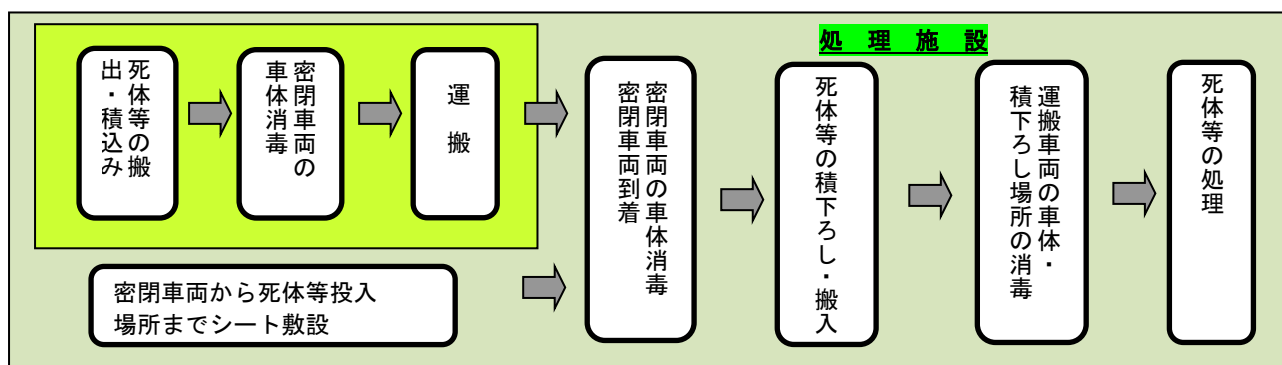 処 理 施 設
死体等の搬
出・積込み
密閉車両の
車体消毒
運 搬
密閉車両の車体消毒
密閉車両到着
死体等の積下ろし・搬入
運搬車両の車体・
積下ろし場所の消毒
死体等の処理
密閉車両から死体等投入
場所までシート敷設